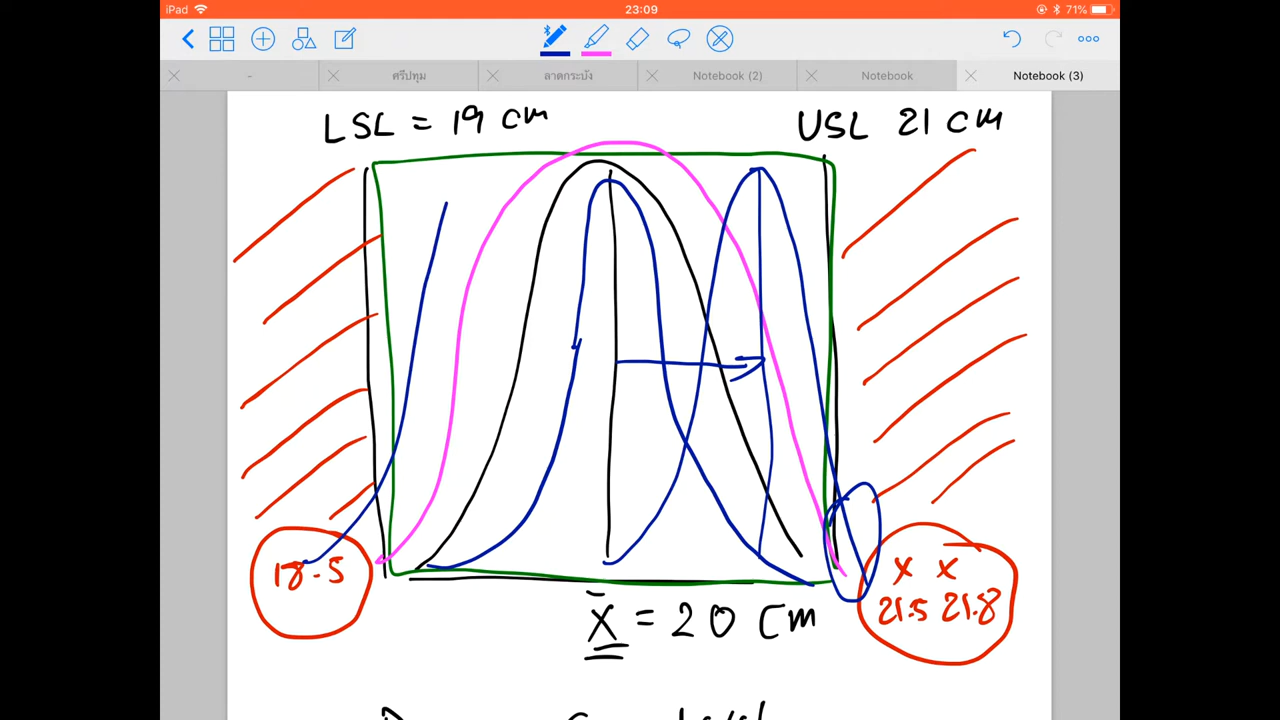 iPad 23:09 71%
- ศรีปทุม ลาดกระบัง Notebook (2) Notebook Notebook (3)
LSL = 19 cm USL 21 cm
18.5 x x
21.5 21.8
x̄ = 20 cm